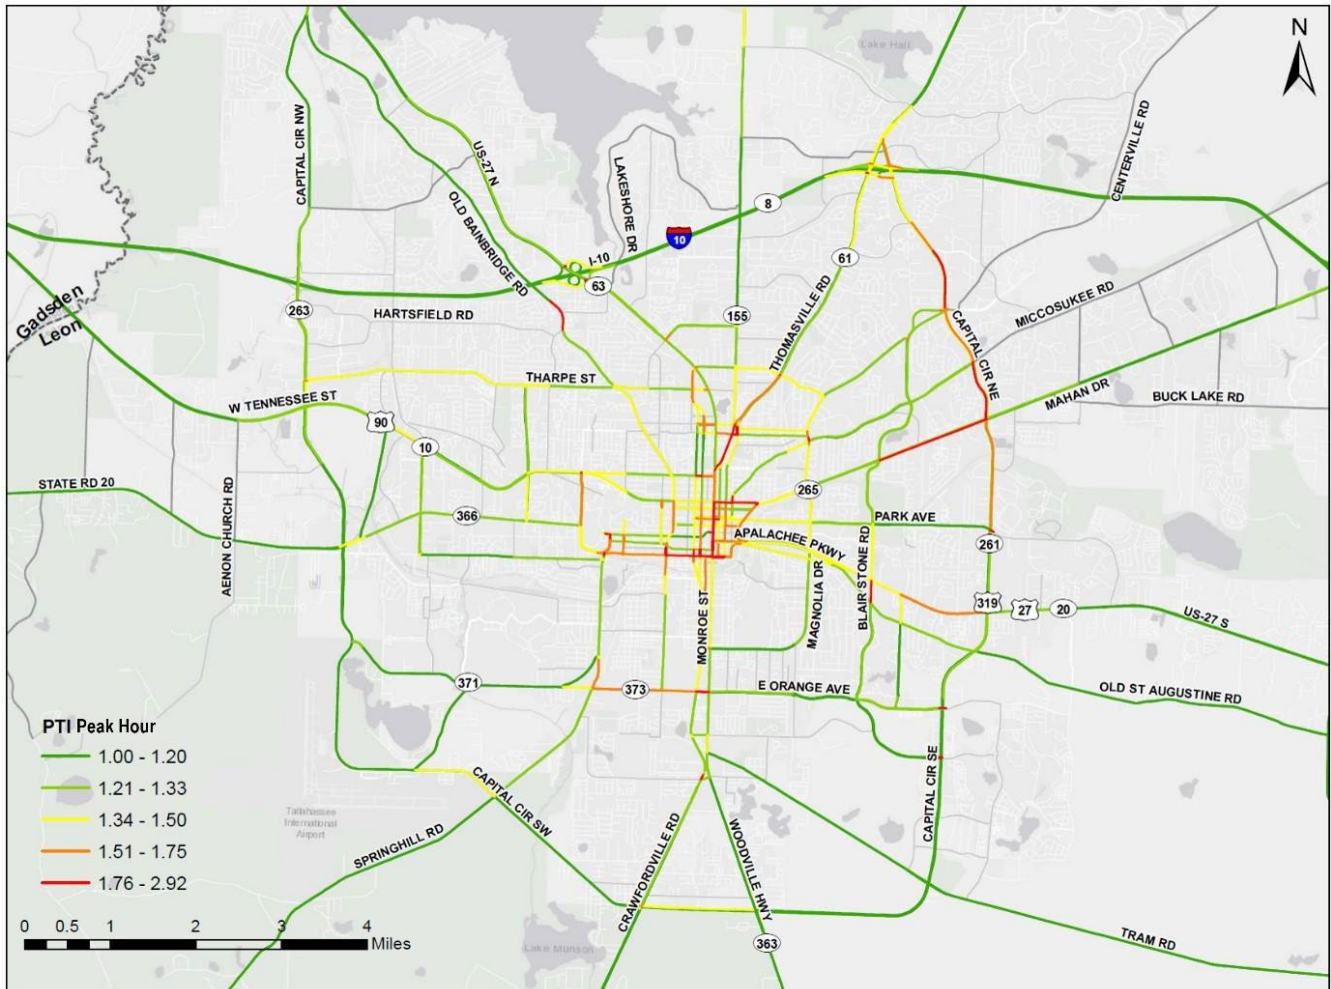 N
Lake Hall
CENTERVILLE RD
CAPITAL CIR NW
US-27 N
LAKESHORE DR
OLD BAINBRIDGE RD
8
10
I-10
61
63
MICCOSUKEE RD
Gadsden
Leon
263
HARTSFIELD RD
155
THOMASVILLE RD
CAPITAL CIR NE
THARPE ST
MAHAN DR
BUCK LAKE RD
W TENNESSEE ST
90
10
STATE RD 20
265
AENON CHURCH RD
366
PARK AVE
APALACHEE PKWY
261
BLAIR STONE RD
MAGNOLIA DR
319
27
20
US-27 S
MONROE ST
371
373
E ORANGE AVE
OLD ST AUGUSTINE RD
PTI Peak Hour
1.00 - 1.20
1.21 - 1.33
1.34 - 1.50
1.51 - 1.75
1.76 - 2.92
CAPITAL CIR SW
CAPITAL CIR SE
Tallahassee
International
Airport
SPRINGHILL RD
CRAWFORDVILLE RD
WOODVILLE HWY
0 0.5 1 2 3 4
Miles
Lake Munson
363
TRAM RD